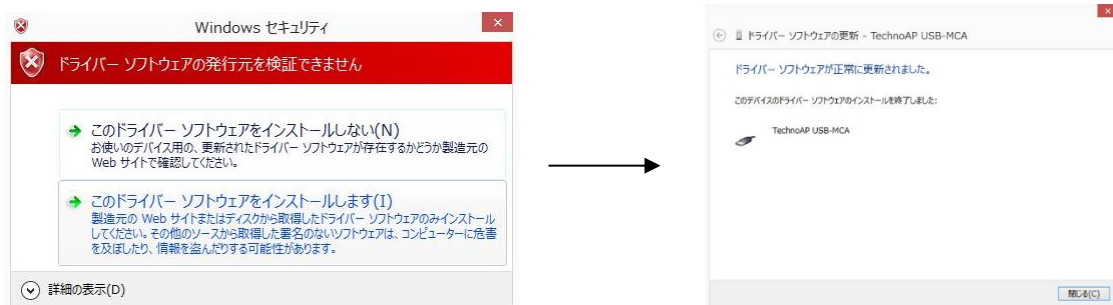 Windows セキュリティ
ドライバー ソフトウェアの発行元を検証できません
このドライバー ソフトウェアをインストールしない(N)
お使いのデバイス用の、更新されたドライバー ソフトウェアが存在するかどうか製造元の
Web サイトで確認してください。
このドライバー ソフトウェアをインストールします(I)
製造元の Web サイトまたはディスクから取得したドライバー ソフトウェアのみインストール
してください。その他のソースから取得した署名のないソフトウェアは、コンピューターに危害
を及ぼしたり、情報を盗んだりする可能性があります。
詳細の表示(D)
ドライバー ソフトウェアの更新 - TechnoAP USB-MCA
ドライバー ソフトウェアが正常に更新されました。
このデバイスのドライバー ソフトウェアのインストールを終了しました:
TechnoAP USB-MCA
閉じる(C)